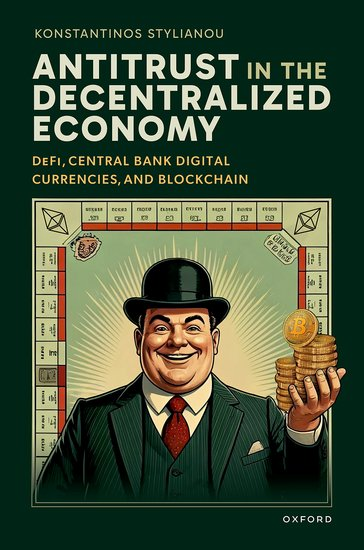 KONSTANTINOS STYLIANOU
ANTITRUST IN THE
DECENTRALIZED
ECONOMY
DEFI, CENTRAL BANK DIGITAL
CURRENCIES, AND BLOCKCHAIN
OXFORD